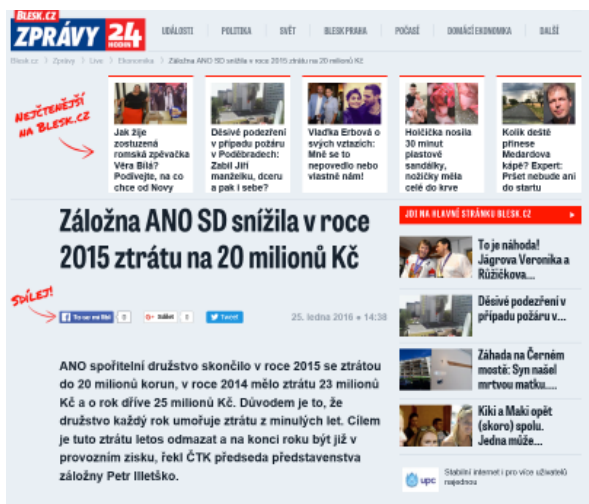 BLESK.CZ
ZPRÁVY 24
HODIN
UDÁLOSTI POLITIKA SVĚT BLESK PRAHA POČASÍ DOMÁCÍ EKONOMIKA DALŠÍ
Blesk.cz > Zprávy > Live > Ekonomika > Záložna ANO SD snížila v roce 2015 ztrátu na 20 milionů Kč
NEJČTENĚJŠÍ
NA BLESK.CZ
Jak žije
zostuzená
romská zpěvačka
Věra Bílá?
Podívejte, na co
chce od Novy
Děsivé podezření
v případu požáru
v Poděbradech:
Zabil Jiří
manželku, dceru
a pak i sebe?
Vlaďka Erbová o
svých vztazích:
Mně se to
nepovedlo nebo
vlastně nám!
Holčička nosila
30 minut
plastové
sandálky,
nožičky měla
celé do krve
Kolik deště
přinese
Medardova
kápě? Expert:
Pršet nebude ani
do startu
Záložna ANO SD snížila v roce
2015 ztrátu na 20 milionů Kč
SDÍLEJ!
To se mi líbí 0 Sdílet 0 Tweet
25. ledna 2016 • 14:38
ANO spořitelní družstvo skončilo v roce 2015 se ztrátou
do 20 milionů korun, v roce 2014 mělo ztrátu 23 milionů
Kč a o rok dříve 25 milionů Kč. Důvodem je to, že
družstvo každý rok umořuje ztrátu z minulých let. Cílem
je tuto ztrátu letos odmazat a na konci roku být již v
provozním zisku, řekl ČTK předseda představenstva
záložny Petr Illetško.
JDI NA HLAVNÍ STRÁNKU BLESK.CZ
To je náhoda!
Jágrova Veronika a
Růžičkova...
Děsivé podezření v
případu požáru v...
Záhada na Černém
mostě: Syn našel
mrtvou matku....
Kiki a Maki opět
(skoro) spolu.
Jedna může...
upc
Stabilní internet i pro více uživatelů
najednou